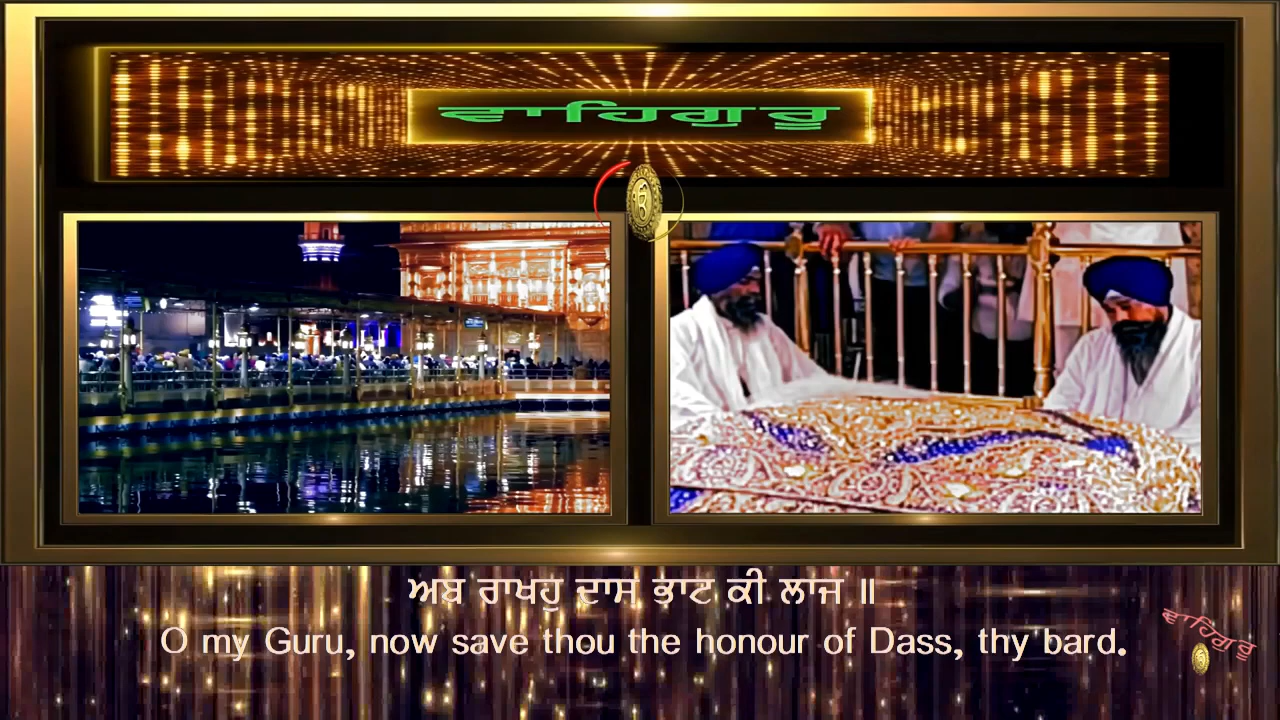 ਵਾਹਿਗੁਰੂ
ੴ
ਅਬ ਰਾਖਹੁ ਦਾਸ ਭਾਟ ਕੀ ਲਾਜ ॥
O my Guru, now save thou the honour of Dass, thy bard.
ਵਾਹਿਗੁਰੂ
ੴ